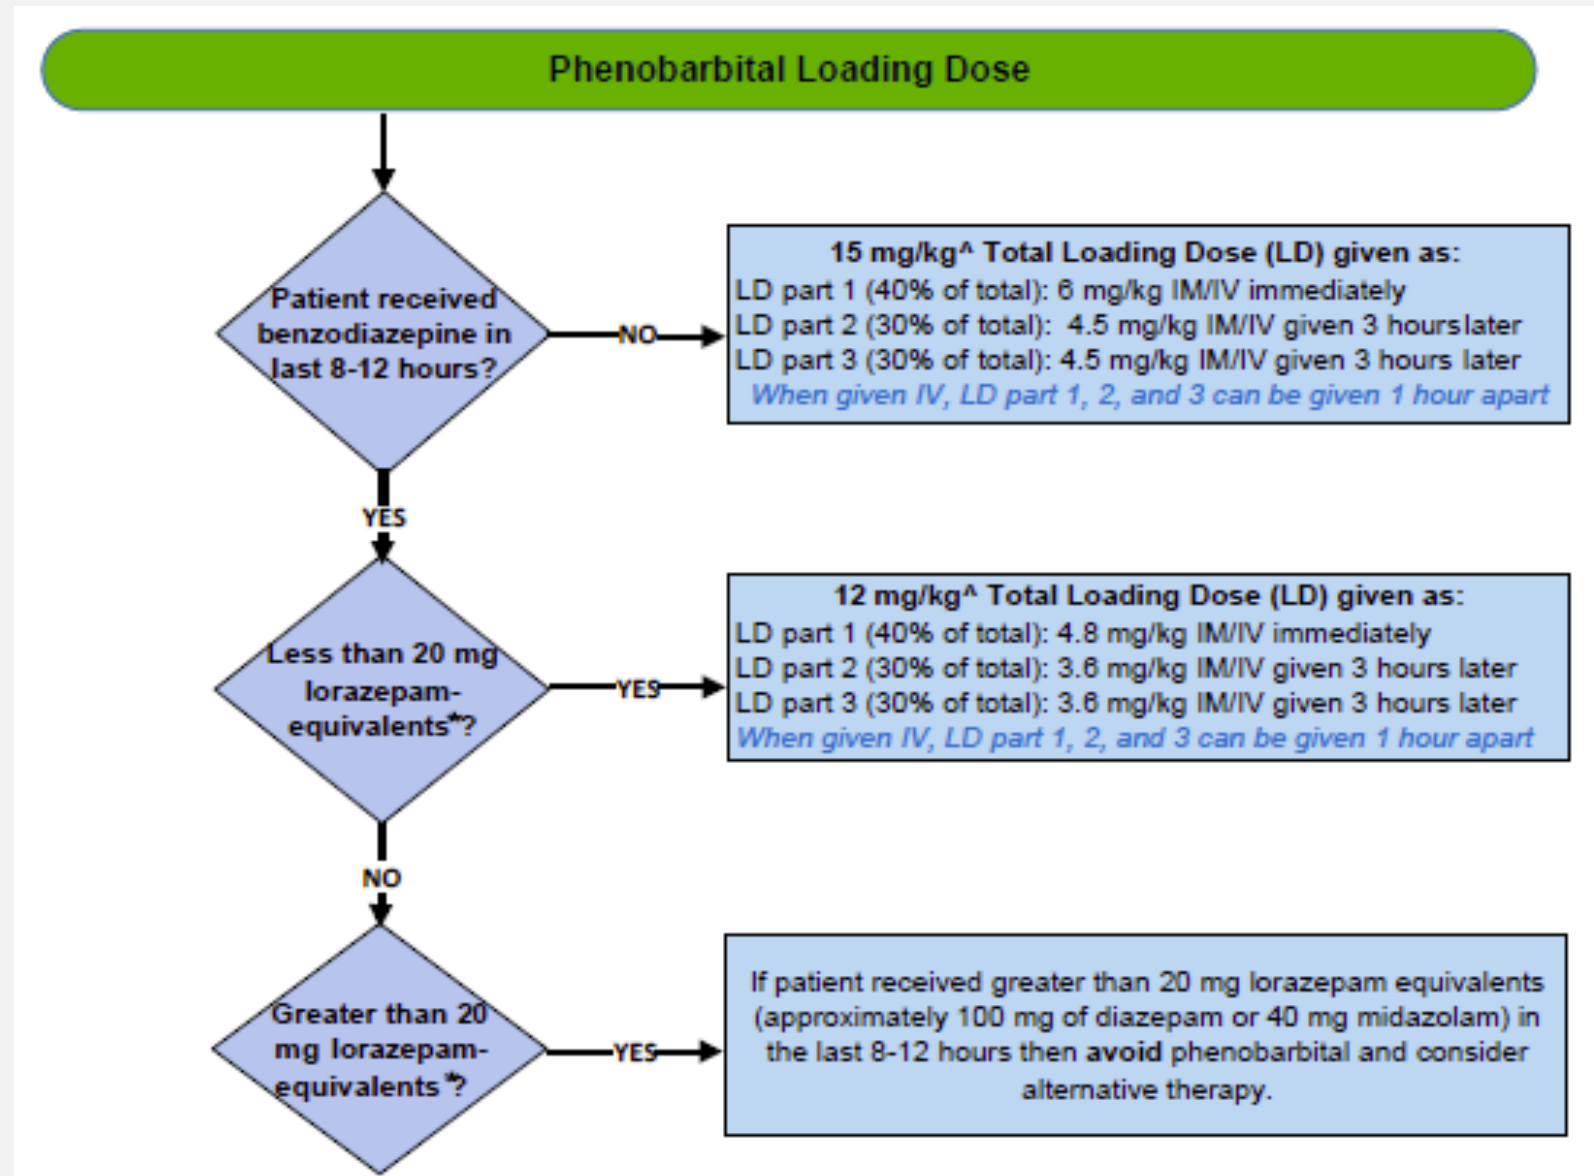 Phenobarbital Loading Dose
Patient received
benzodiazepine in
last 8-12 hours?
NO
15 mg/kg^ Total Loading Dose (LD) given as:
LD part 1 (40% of total): 6 mg/kg IM/IV immediately
LD part 2 (30% of total):  4.5 mg/kg IM/IV given 3 hourslater
LD part 3 (30% of total): 4.5 mg/kg IM/IV given 3 hours later
When given IV, LD part 1, 2, and 3 can be given 1 hour apart
YES
Less than 20 mg
lorazepam-
equivalents*?
YES
12 mg/kg^ Total Loading Dose (LD) given as:
LD part 1 (40% of total): 4.8 mg/kg IM/IV immediately
LD part 2 (30% of total): 3.6 mg/kg IM/IV given 3 hours later
LD part 3 (30% of total): 3.6 mg/kg IM/IV given 3 hours later
When given IV, LD part 1, 2, and 3 can be given 1 hour apart
NO
Greater than 20
mg lorazepam-
equivalents*?
YES
If patient received greater than 20 mg lorazepam equivalents
(approximately 100 mg of diazepam or 40 mg midazolam) in
the last 8-12 hours then avoid phenobarbital and consider
alternative therapy.